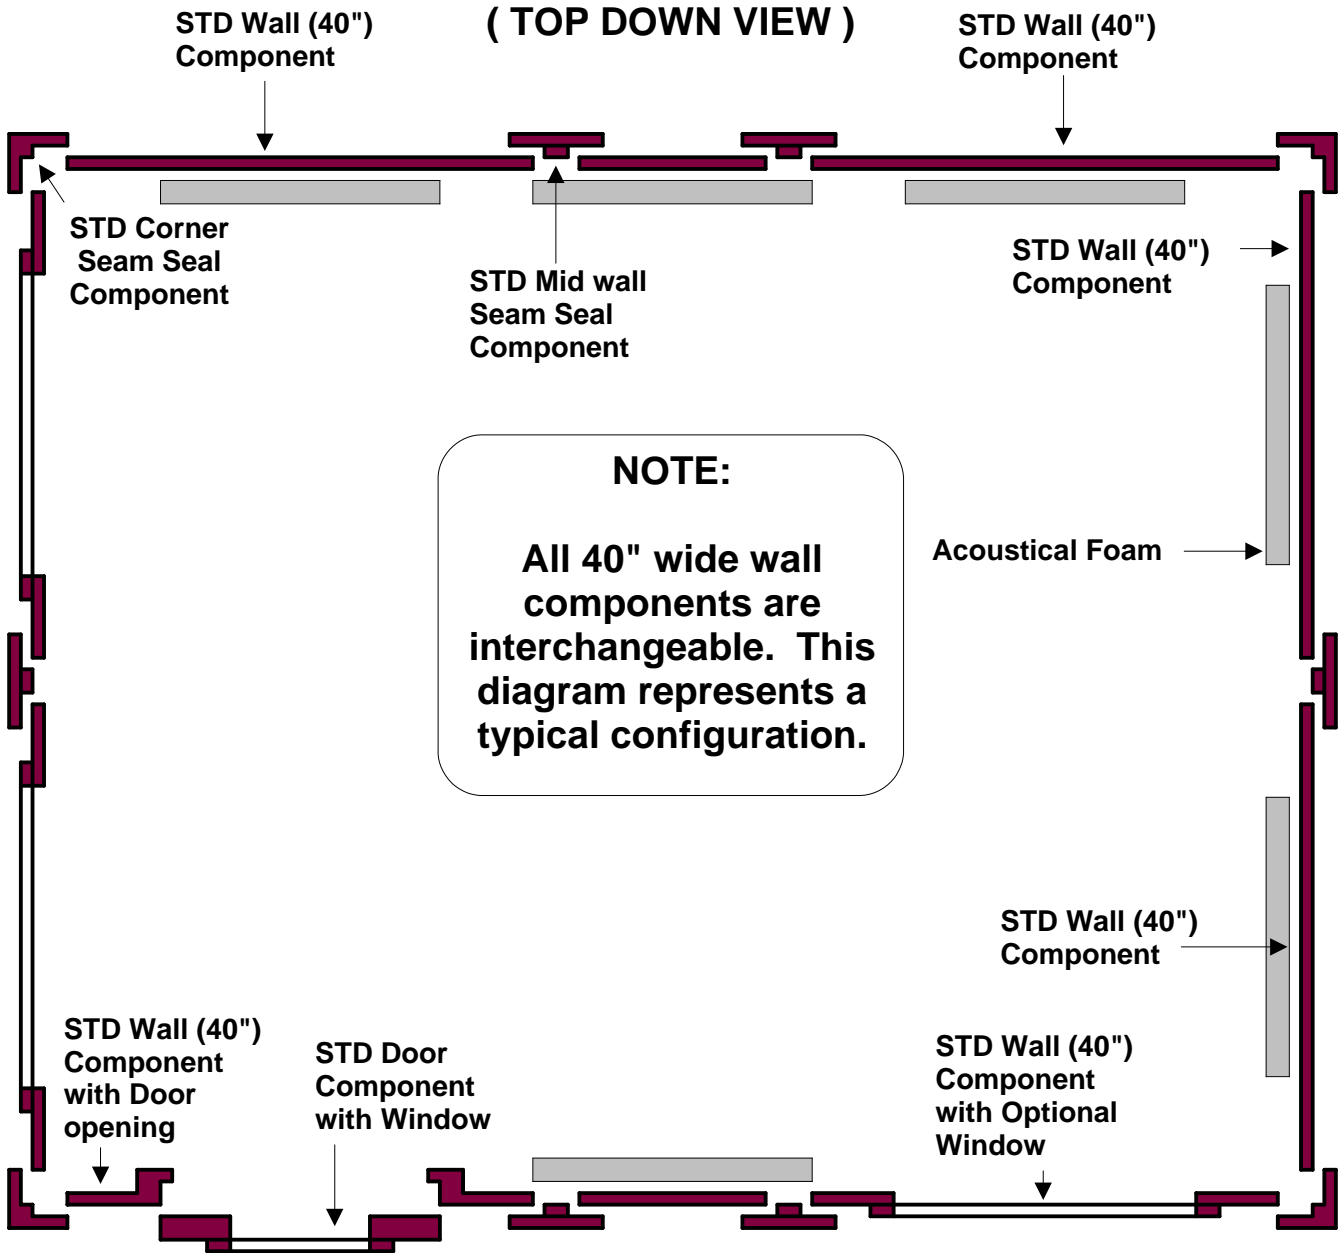 ( TOP DOWN VIEW )
STD Wall (40")
Component
STD Wall (40")
Component
STD Corner
Seam Seal
Component
STD Mid wall
Seam Seal
Component
STD Wall (40")
Component
NOTE:
All 40" wide wall
components are
interchangeable. This
diagram represents a
typical configuration.
Acoustical Foam
STD Wall (40")
Component
STD Wall (40")
Component
with Door
opening
STD Door
Component
with Window
STD Wall (40")
Component
with Optional
Window